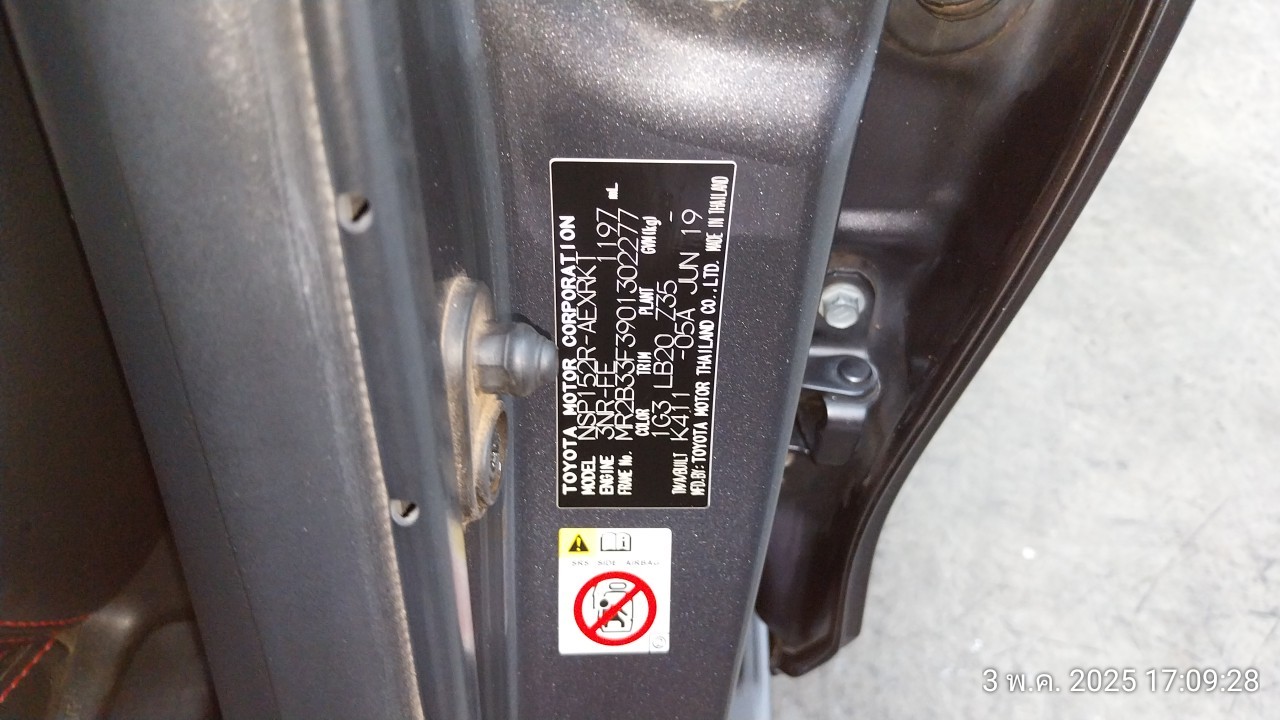 TOYOTA MOTOR CORPORATION
MODEL NSP152R-AEXRKT
ENGINE 3NR-FE 1197 mL
FRAME No. MR2B33F3901302277
COLOR TRIM PLANT GVM(kg)
1G3 LB20 Z35 -
TM/A/BUILT K411 -05A JUN 19
MFD.BY: TOYOTA MOTOR THAILAND CO.,LTD. MADE IN THAILAND
SRS SIDE AIRBAG
3 พ.ค. 2025 17:09:28